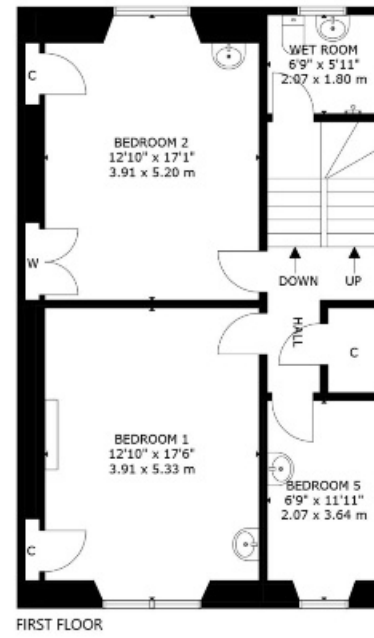 WET ROOM
6'9" x 5'11"
2.07 x 1.80 m
C
BEDROOM 2
12'10" x 17'1"
3.91 x 5.20 m
W
DOWN
UP
HALL
C
BEDROOM 1
12'10" x 17'6"
3.91 x 5.33 m
BEDROOM 5
6'9" x 11'11"
2.07 x 3.64 m
C
FIRST FLOOR